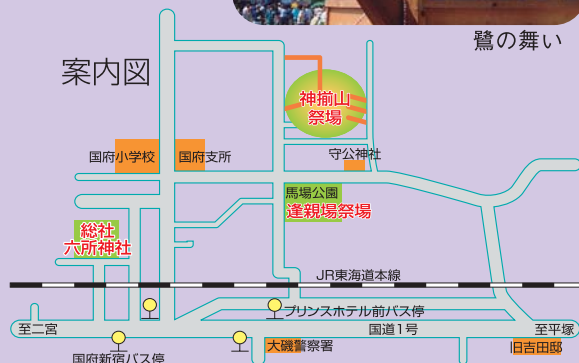 鷺の舞い
案内図
神揃山
祭場
国府小学校
国府支所
守公神社
馬場公園
逢親場祭場
総社
六所神社
JR東海道本線
プリンスホテル前バス停
至二宮
国道1号
至平塚
国府新宿バス停
大磯警察署
旧吉田邸